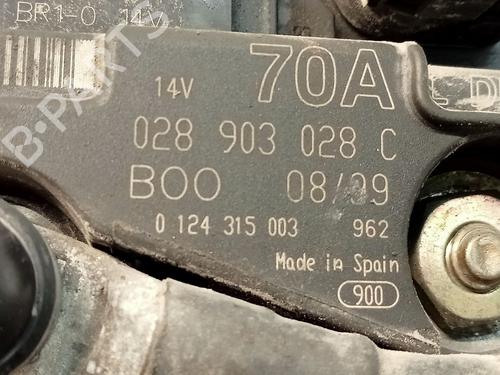 BR1-0 14V
14V 70A
028 903 028 C
BOO 08/99
0 124 315 003 962
Made in Spain
900
B-PARTS